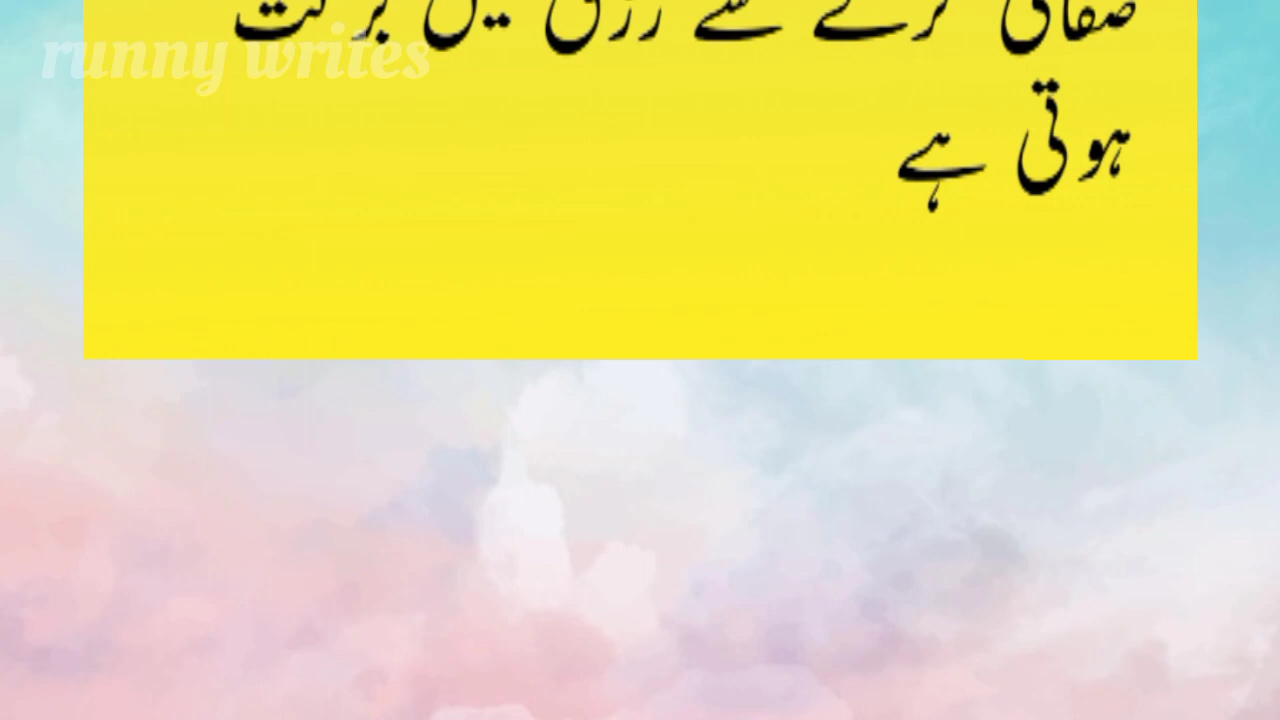 صفائی کرنے سے رزق میں برکت
ہوتی ہے
runny writes